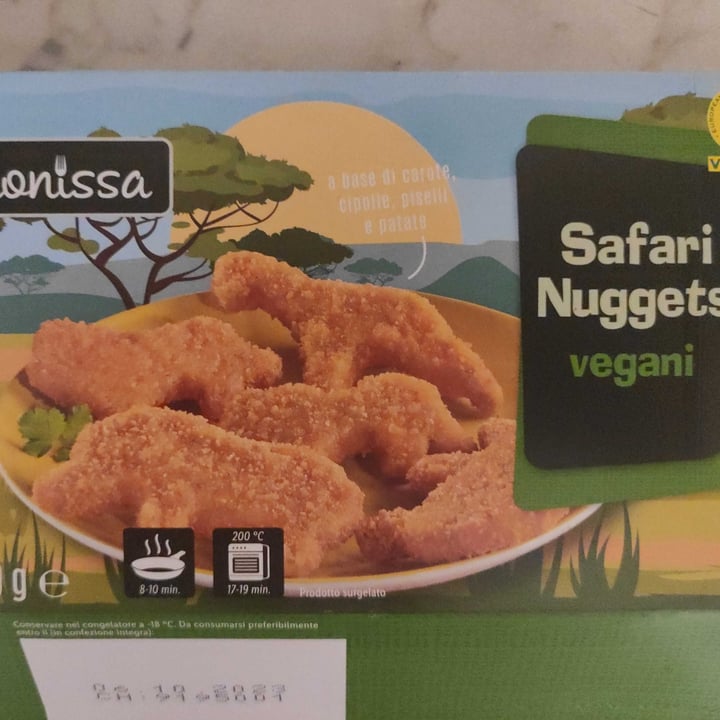 onissa
a base di carote,
cipolle, piselli
e patate
Safari
Nuggets
vegani
200 °C
8-10 min.
17-19 min.
g e
Prodotto surgelato
Conservare nel congelatore a -18 °C. Da consumarsi preferibilmente
entro il (in confezione integra):